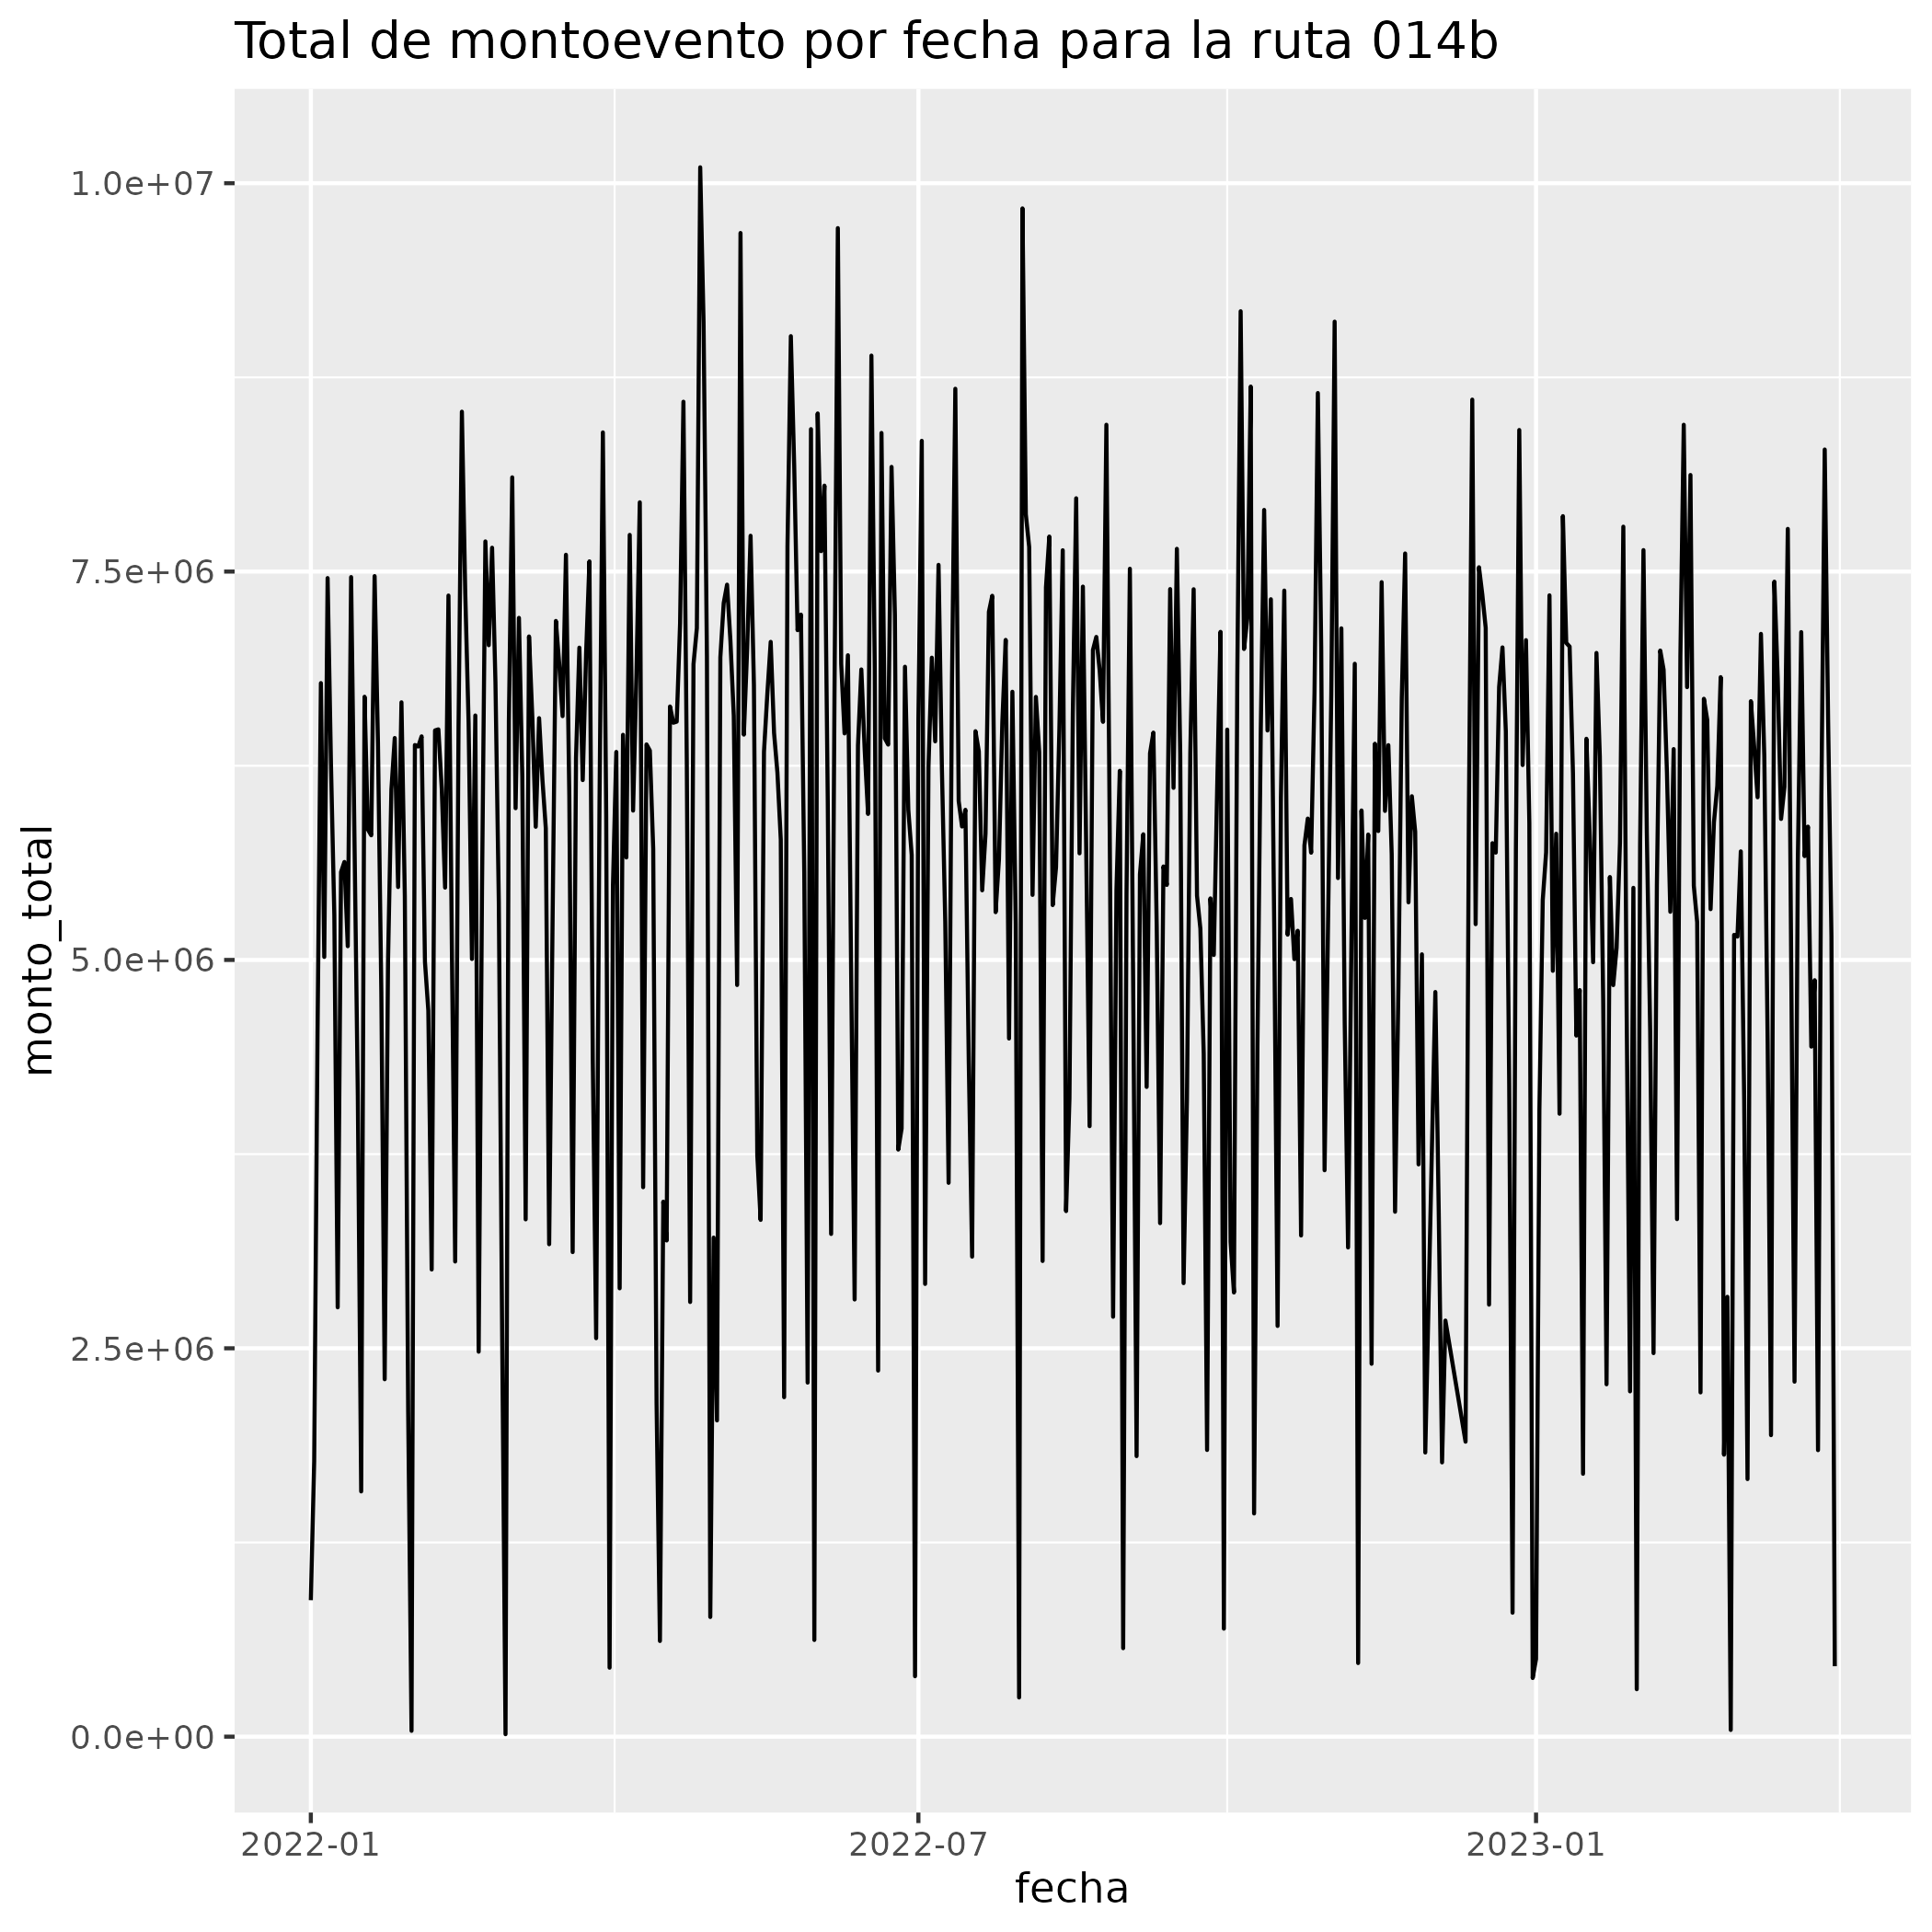 Total de montoevento por fecha para la ruta 014b
monto_total
1.0e+07
7.5e+06
5.0e+06
2.5e+06
0.0e+00
2022-01
2022-07
2023-01
fecha